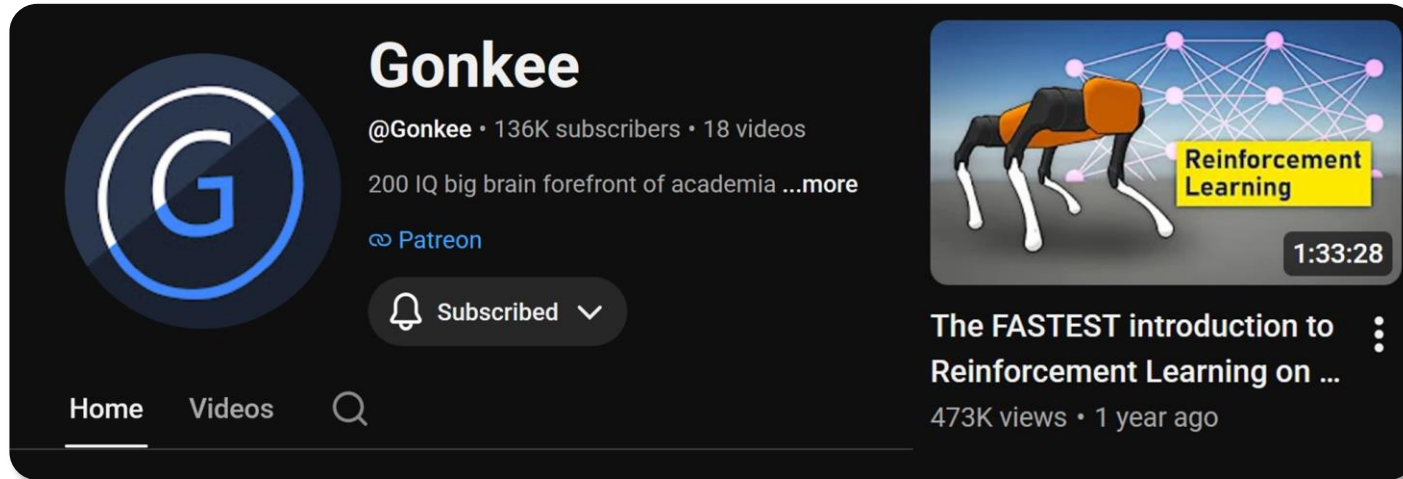 G
Gonkee
@Gonkee • 136K subscribers • 18 videos
200 IQ big brain forefront of academia ...more
Patreon
Subscribed
Home Videos
Reinforcement
Learning
1:33:28
The FASTEST introduction to
Reinforcement Learning on ...
473K views • 1 year ago